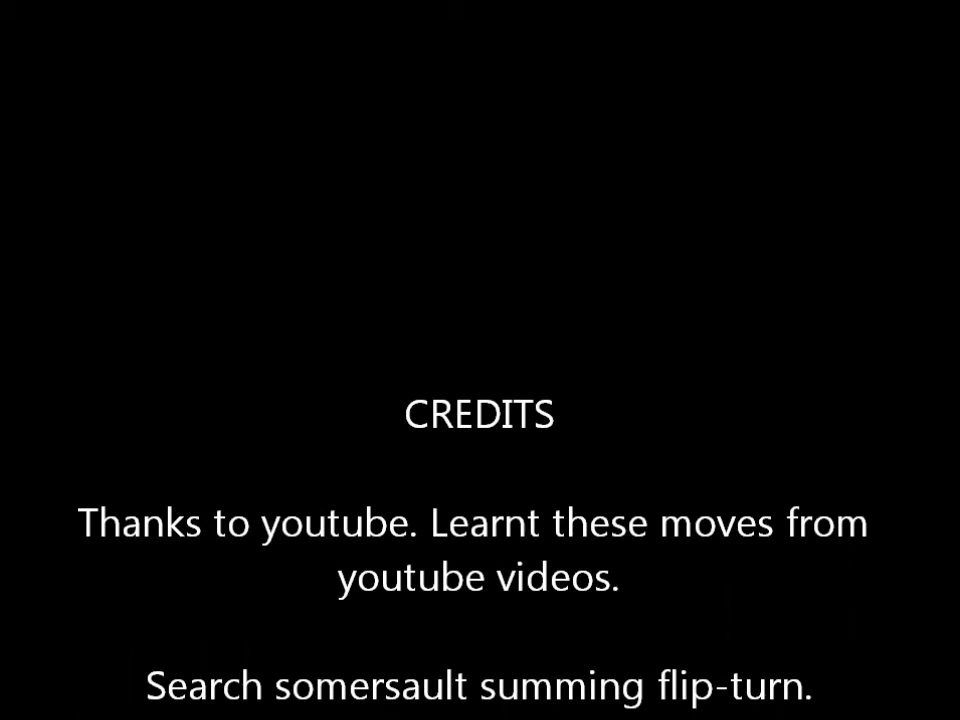 CREDITS
Thanks to youtube. Learnt these moves from
youtube videos.
Search somersault summing flip-turn.